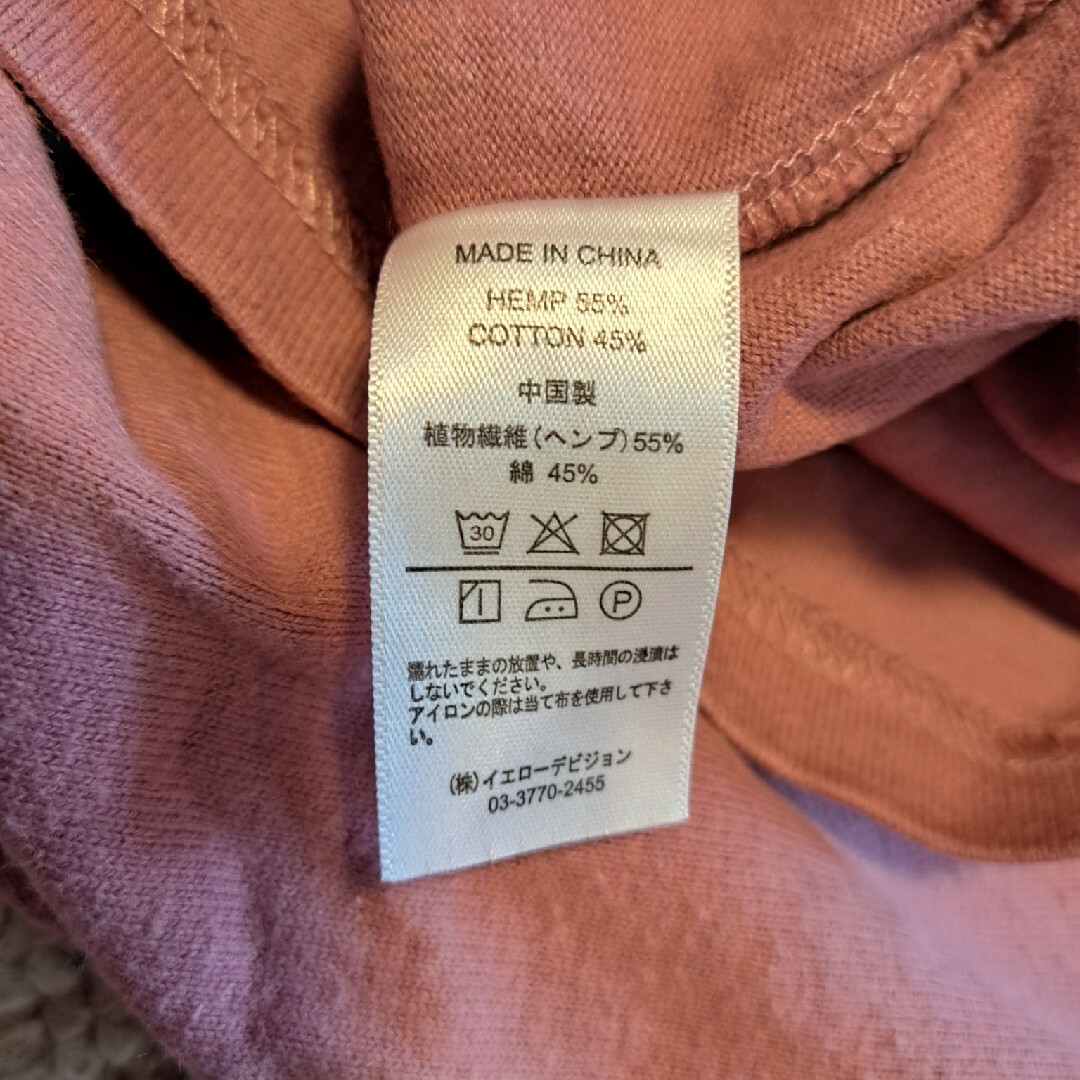 MADE IN CHINA
HEMP 55%
COTTON 45%
中国製
植物繊維(ヘンプ)55%
綿 45%
30
P
濡れたままの放置や、長時間の浸漬は
しないでください。
アイロンの際は当て布を使用して下さ
い。
(株)イエローデビジョン
03-3770-2455